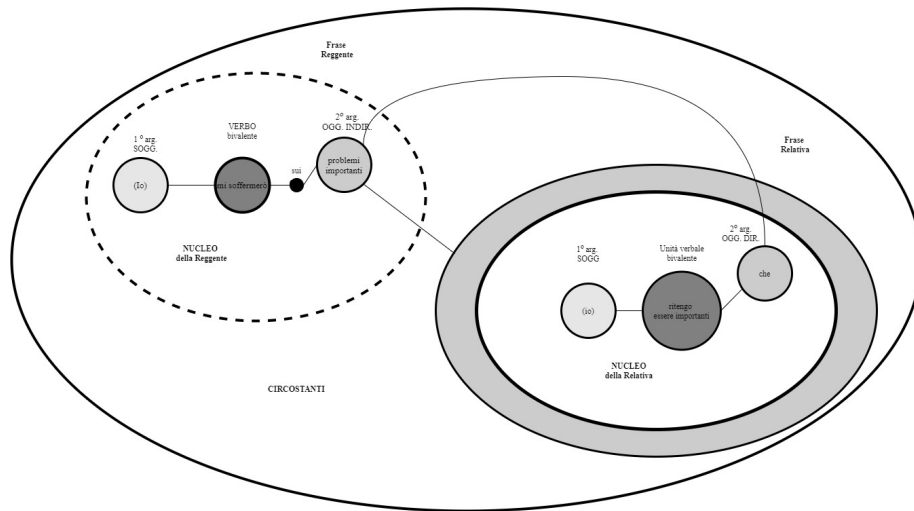 Frase
Reggente
Frase
Relativa
1° arg.
SOGG.
VERBO
bivalente
2° arg.
OGG. INDIR.
(Io)
mi soffermerò
sui
problemi
importanti
NUCLEO
della Reggente
1° arg.
SOGG
Unità verbale
bivalente
2° arg.
OGG. DIR.
(io)
ritengo
essere importanti
che
NUCLEO
della Relativa
CIRCOSTANTI